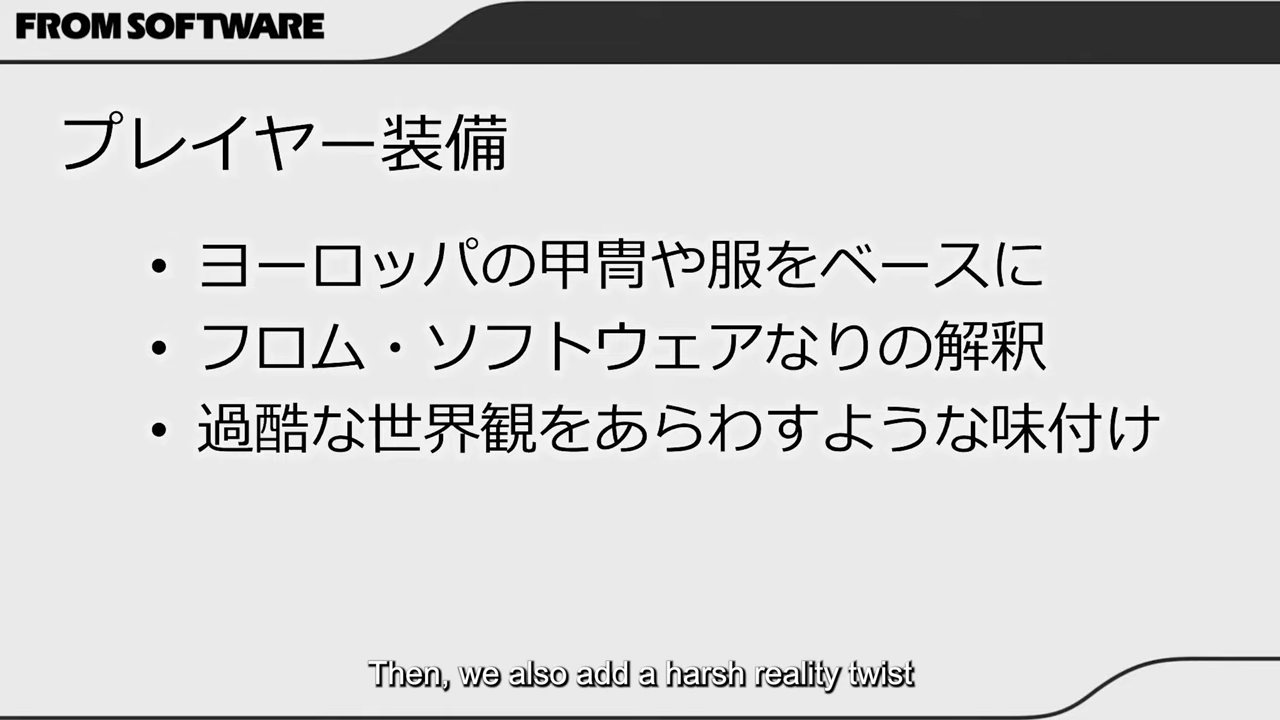 FROM SOFTWARE
プレイヤー装備
• ヨーロッパの甲冑や服をベースに
• フロム・ソフトウェアなりの解釈
• 過酷な世界観をあらわすような味付け
Then, we also add a harsh reality twist